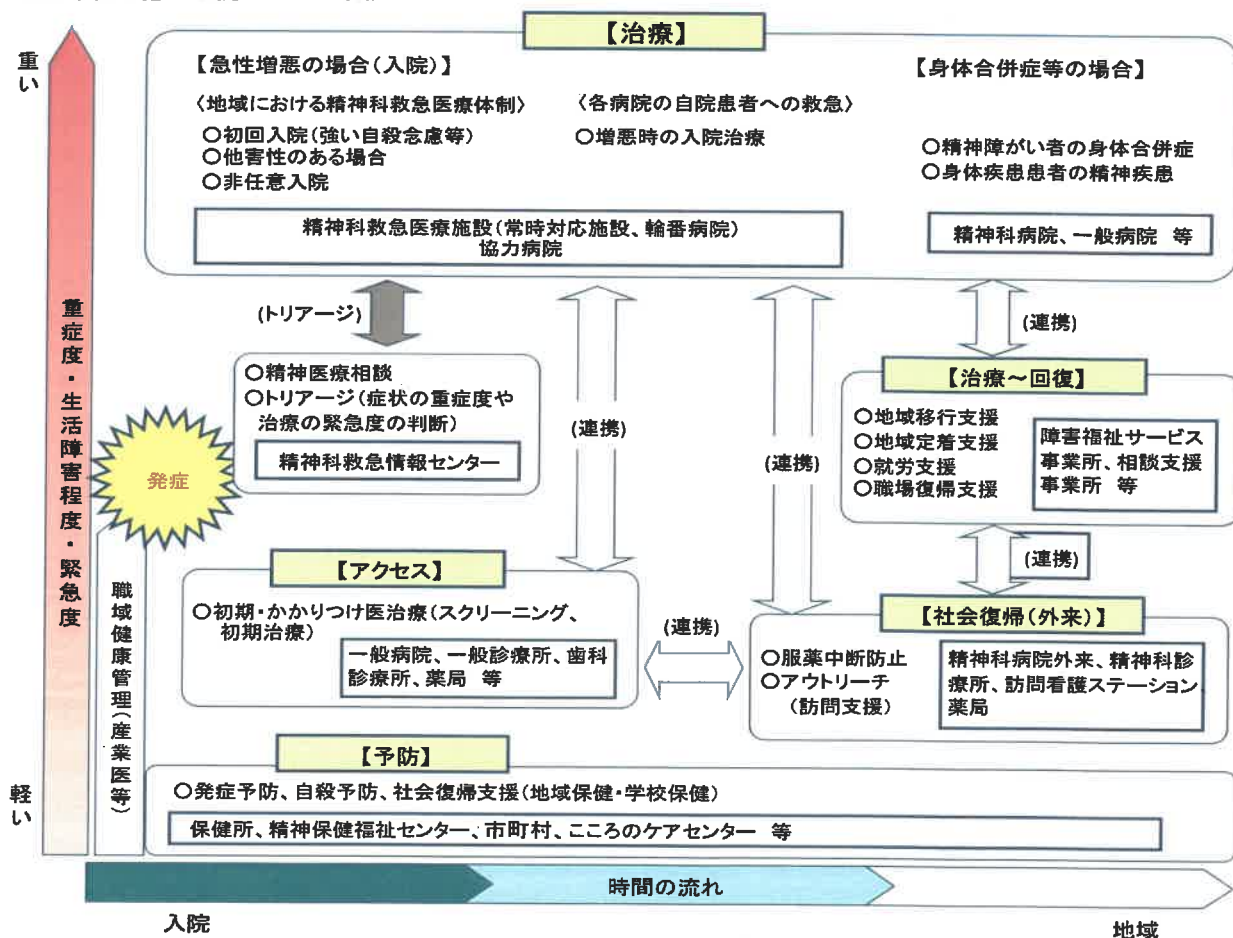 【治療】
重い
【急性増悪の場合(入院)】
【身体合併症等の場合】
〈地域における精神科救急医療体制〉
〈各病院の自院患者への救急〉
○初回入院(強い自殺念慮等)
○他害性のある場合
○非任意入院
○増悪時の入院治療
○精神障がい者の身体合併症
○身体疾患患者の精神疾患
精神科救急医療施設(常時対応施設、輪番病院)
協力病院
精神科病院、一般病院 等
重症度・生活障害程度・緊急度
(トリアージ)
(連携)
○精神医療相談
○トリアージ(症状の重症度や
治療の緊急度の判断)
精神科救急情報センター
(連携)
(連携)
【治療～回復】
○地域移行支援
○地域定着支援
○就労支援
○職場復帰支援
障害福祉サービス
事業所、相談支援
事業所 等
発症
(連携)
職域健康管理(産業医等)
【アクセス】
○初期・かかりつけ医治療(スクリーニング、
初期治療)
一般病院、一般診療所、歯科
診療所、薬局 等
(連携)
【社会復帰(外来)】
○服薬中断防止
○アウトリーチ
(訪問支援)
精神科病院外来、精神科診
療所、訪問看護ステーション
薬局
【予防】
軽い
○発症予防、自殺予防、社会復帰支援(地域保健・学校保健)
保健所、精神保健福祉センター、市町村、こころのケアセンター 等
時間の流れ
入院
地域